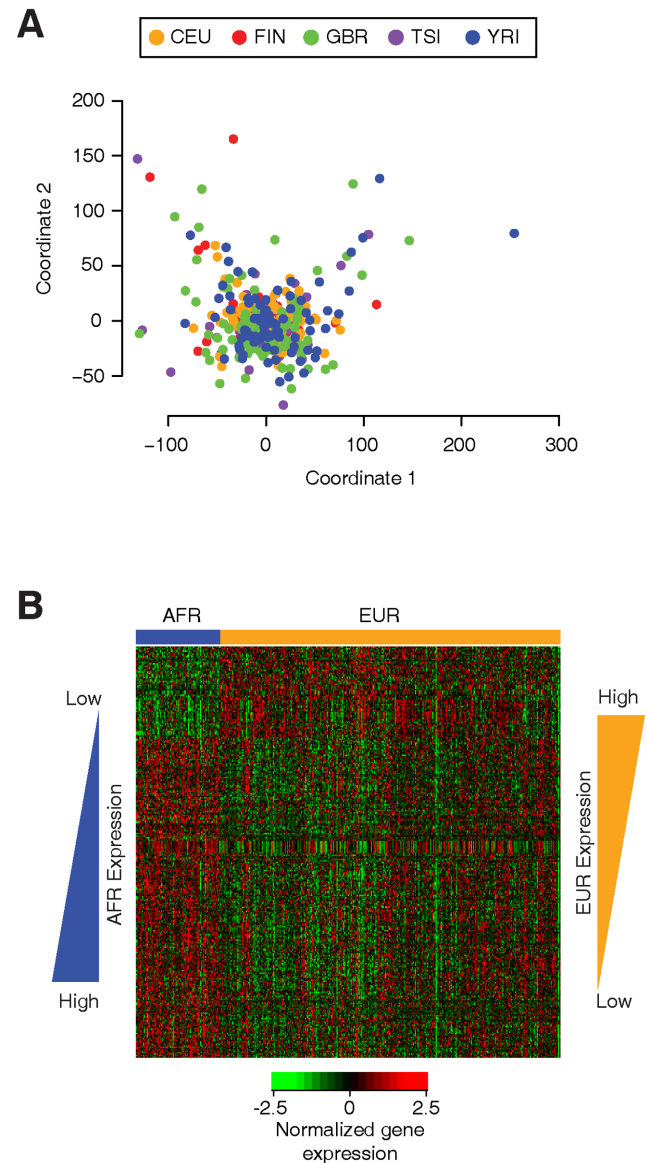 A
CEU FIN GBR TSI YRI
200
150
100
50
0
−50
Coordinate 2
−100 0 100 200 300
Coordinate 1
B
AFR EUR
Low
AFR Expression
High
High
EUR Expression
Low
-2.5 0 2.5
Normalized gene
expression